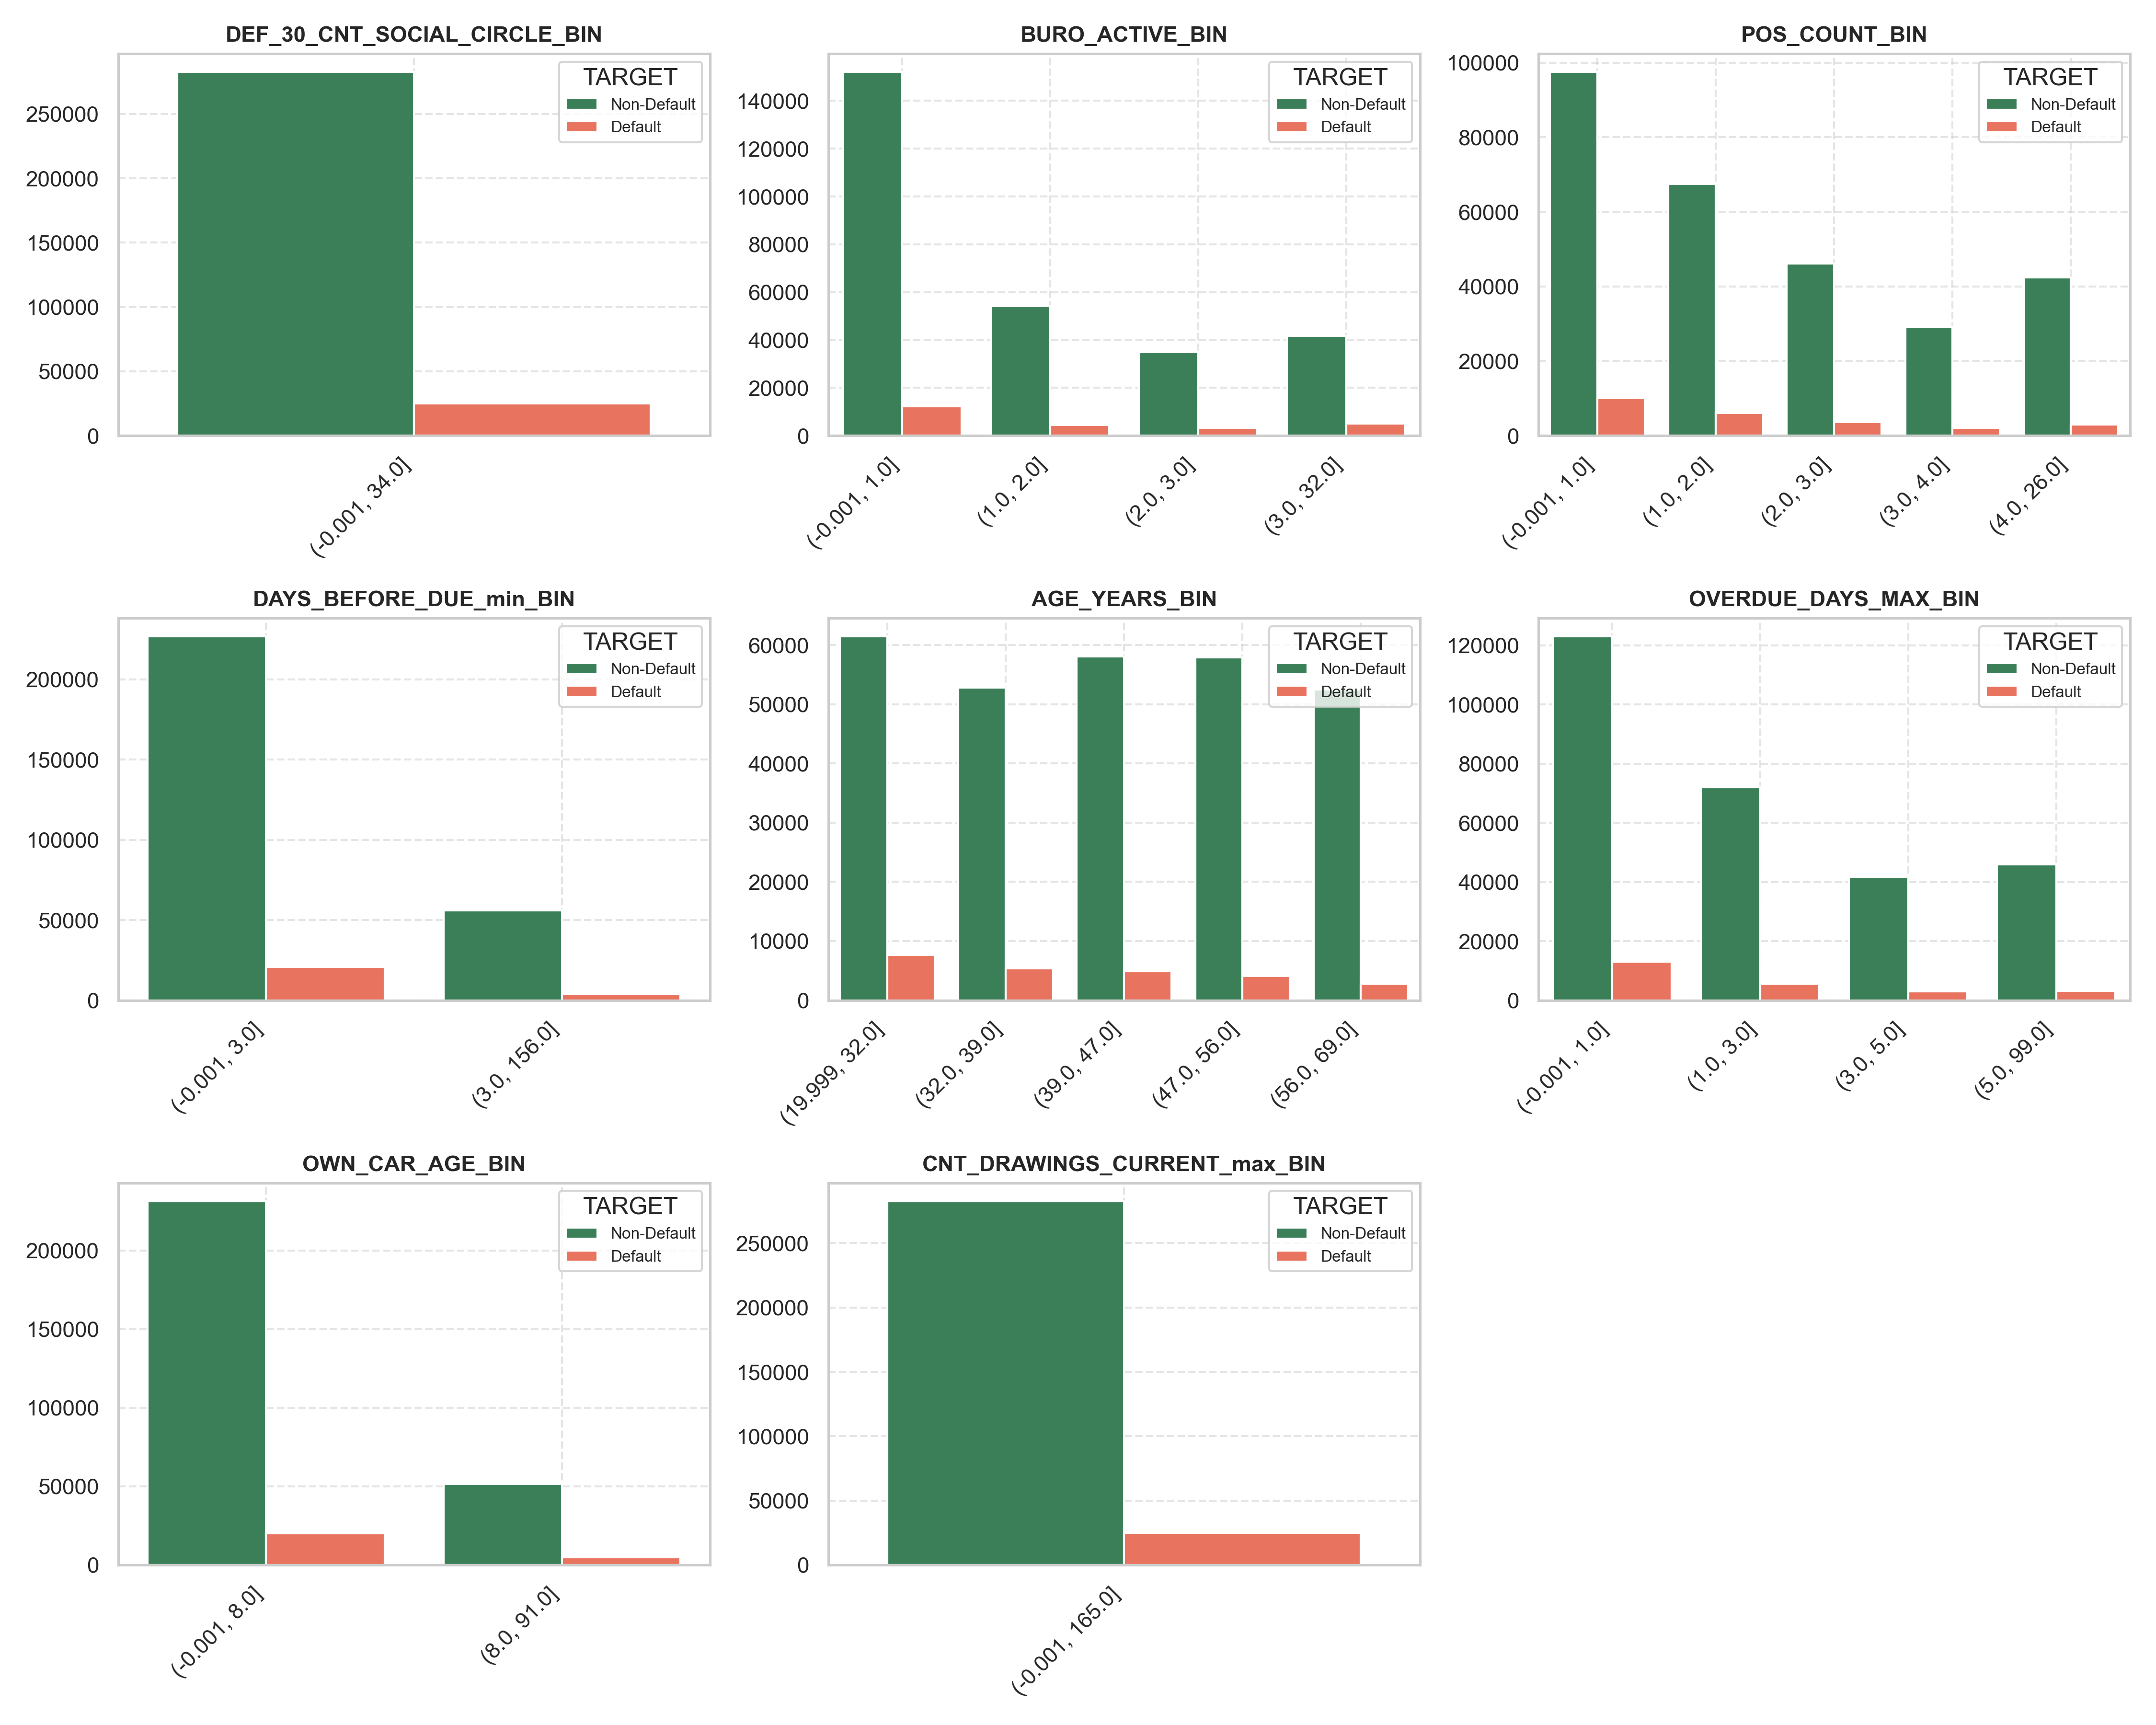 DEF_30_CNT_SOCIAL_CIRCLE_BIN
TARGET
Non-Default
Default
250000
200000
150000
100000
50000
0
(-0.001, 34.0]
BURO_ACTIVE_BIN
TARGET
Non-Default
Default
140000
120000
100000
80000
60000
40000
20000
0
(-0.001, 1.0]
(1.0, 2.0]
(2.0, 3.0]
(3.0, 32.0]
POS_COUNT_BIN
TARGET
Non-Default
Default
100000
80000
60000
40000
20000
0
(-0.001, 1.0]
(1.0, 2.0]
(2.0, 3.0]
(3.0, 4.0]
(4.0, 26.0]
DAYS_BEFORE_DUE_min_BIN
TARGET
Non-Default
Default
200000
150000
100000
50000
0
(-0.001, 3.0]
(3.0, 156.0]
AGE_YEARS_BIN
TARGET
Non-Default
Default
60000
50000
40000
30000
20000
10000
0
(19.999, 32.0]
(32.0, 39.0]
(39.0, 47.0]
(47.0, 56.0]
(56.0, 69.0]
OVERDUE_DAYS_MAX_BIN
TARGET
Non-Default
Default
120000
100000
80000
60000
40000
20000
0
(-0.001, 1.0]
(1.0, 3.0]
(3.0, 5.0]
(5.0, 99.0]
OWN_CAR_AGE_BIN
TARGET
Non-Default
Default
200000
150000
100000
50000
0
(-0.001, 8.0]
(8.0, 91.0]
CNT_DRAWINGS_CURRENT_max_BIN
TARGET
Non-Default
Default
250000
200000
150000
100000
50000
0
(-0.001, 165.0]